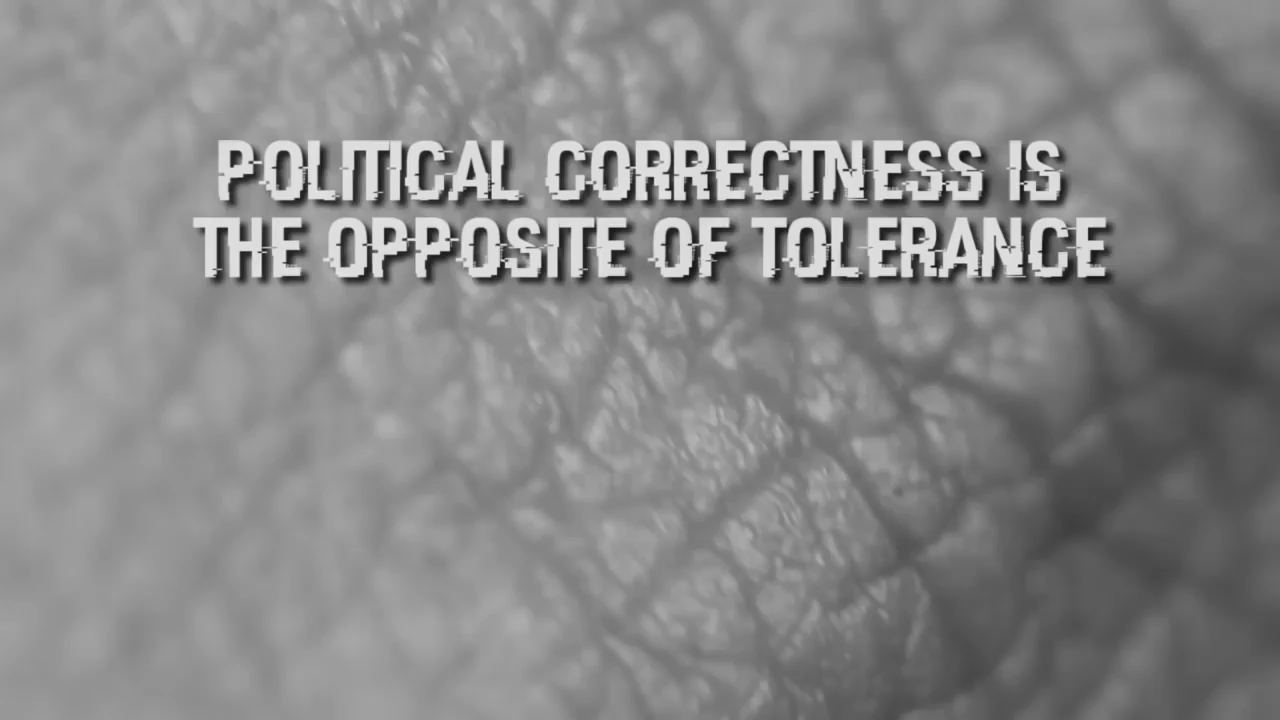 POLITICAL CORRECTNESS IS
THE OPPOSITE OF TOLERANCE